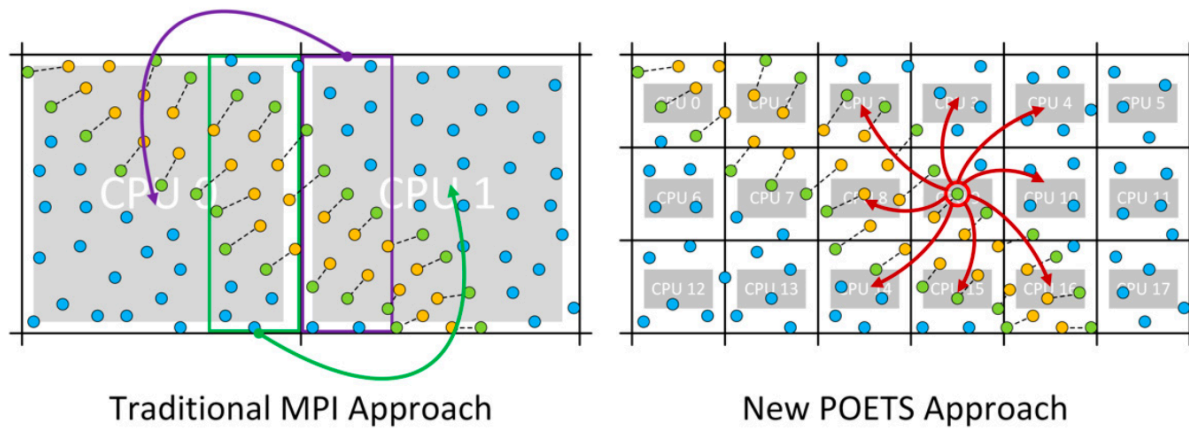 CPU 0
CPU 1
CPU 0
CPU 1
CPU 2
CPU 3
CPU 4
CPU 5
CPU 6
CPU 7
CPU 8
CPU 10
CPU 11
CPU 12
CPU 13
CPU 14
CPU 15
CPU 16
CPU 17
Traditional MPI Approach
New POETS Approach